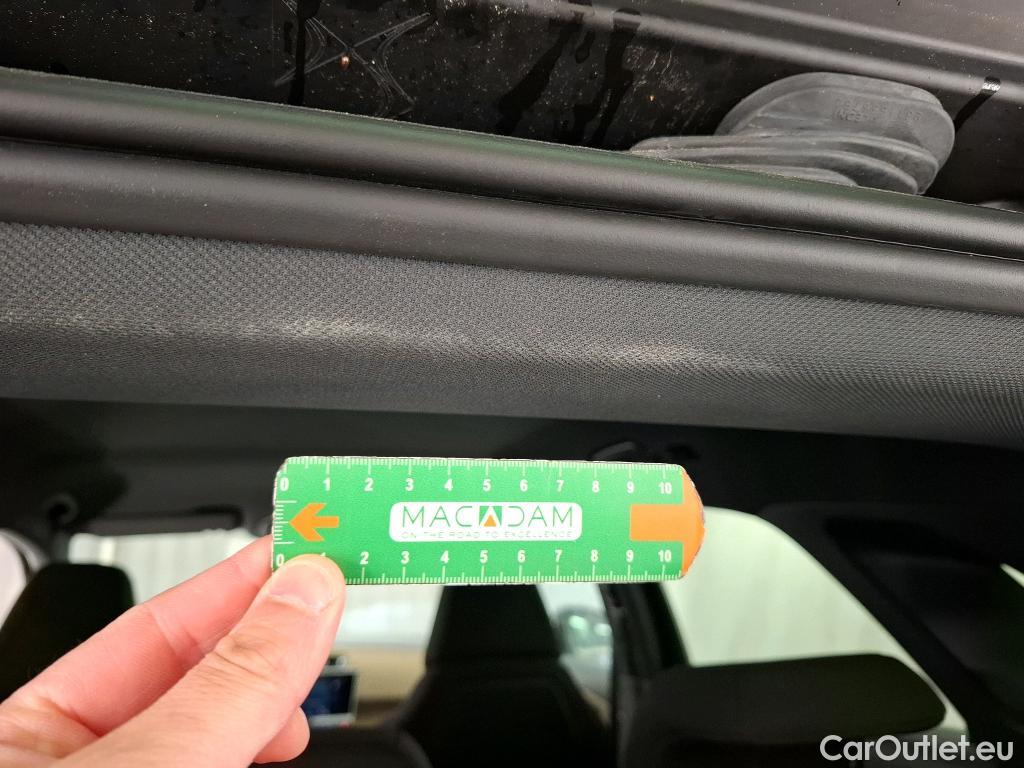 0 1 2 3 4 5 6 7 8 9 10
MACADAM
ON THE ROAD TO EXCELLENCE
0 1 2 3 4 5 6 7 8 9 10
CarOutlet.eu